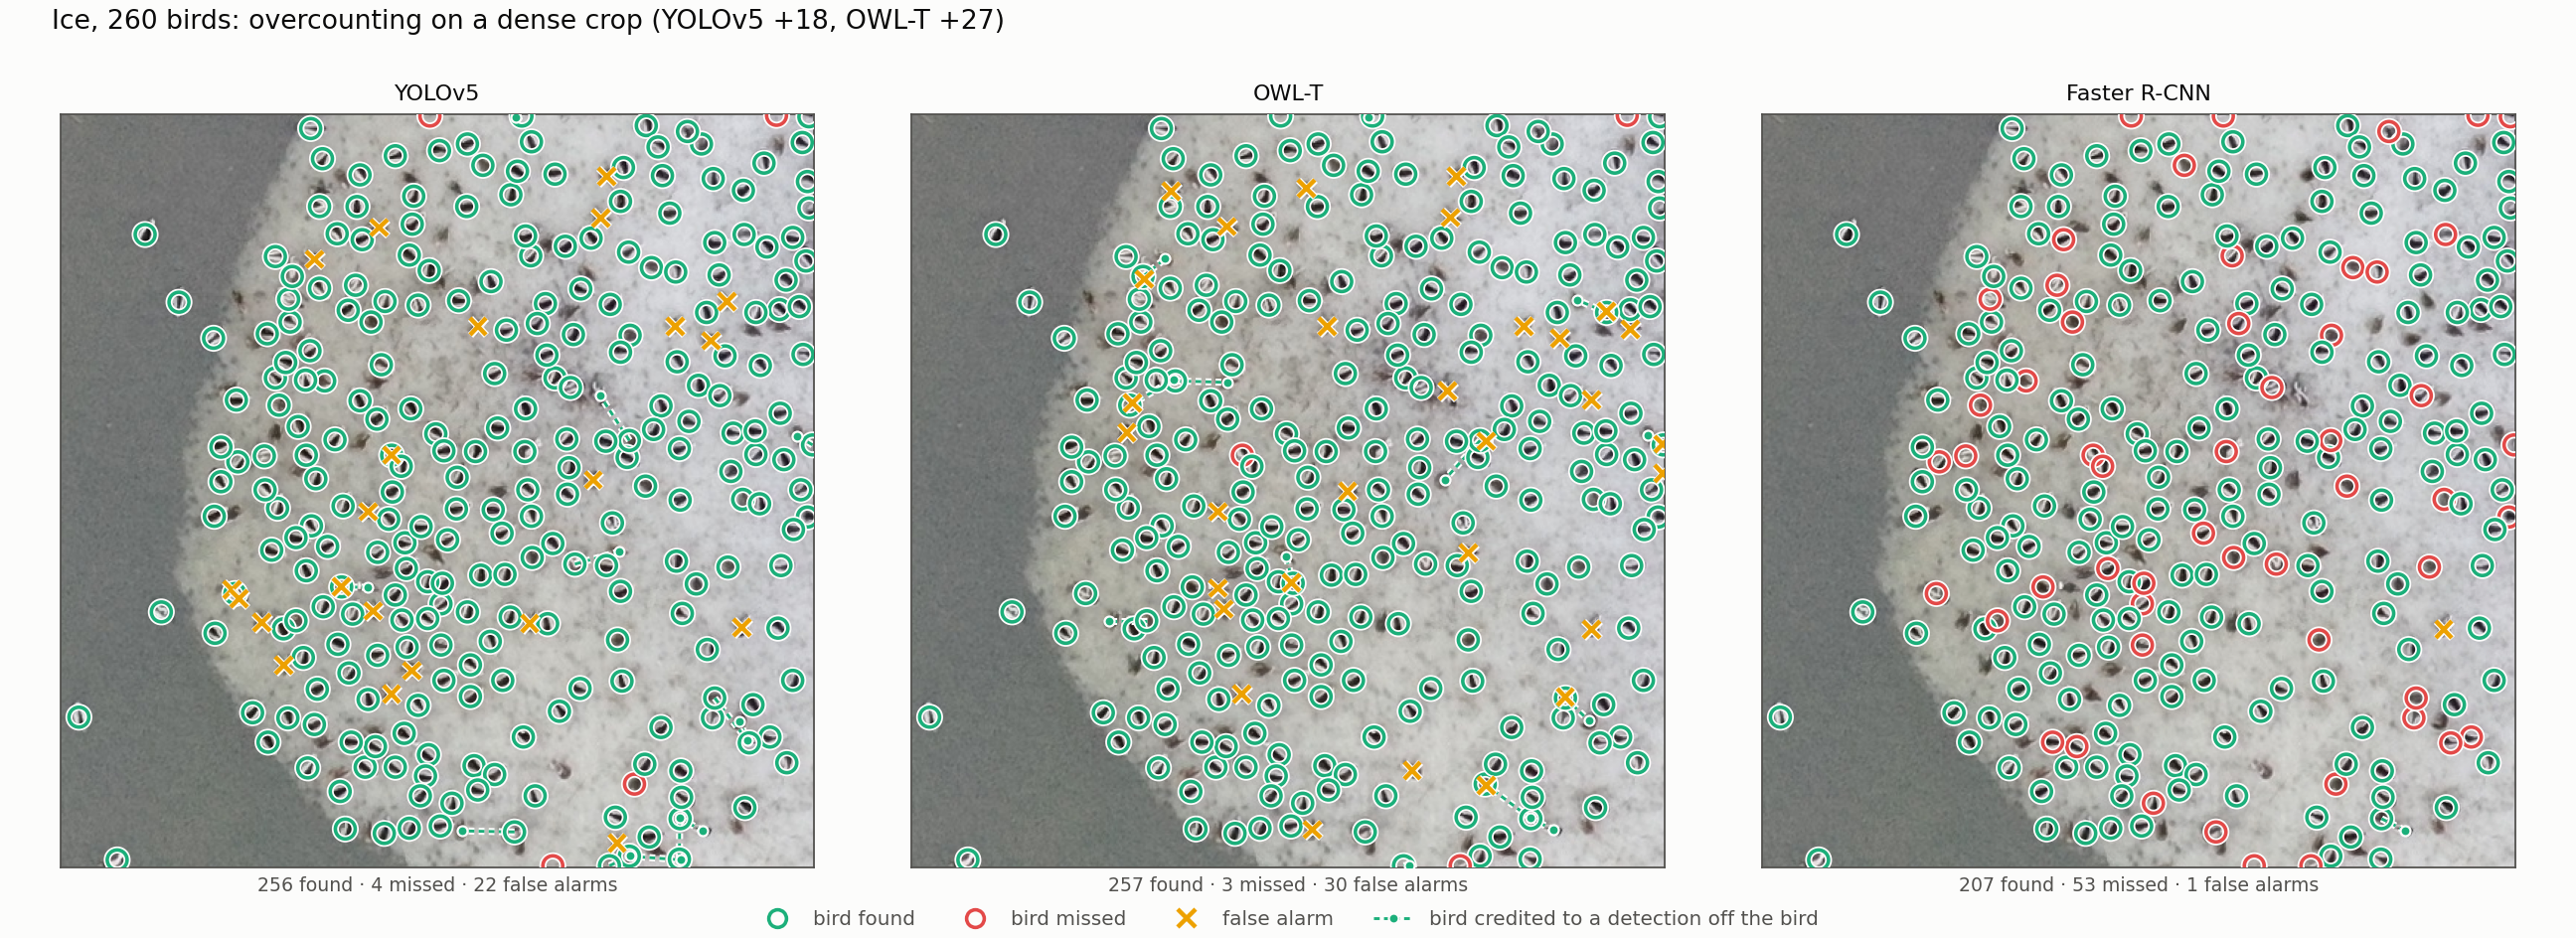 Ice, 260 birds: overcounting on a dense crop (YOLOv5 +18, OWL-T +27)
YOLOv5
OWL-T
Faster R-CNN
256 found · 4 missed · 22 false alarms
257 found · 3 missed · 30 false alarms
207 found · 53 missed · 1 false alarms
bird found
bird missed
false alarm
bird credited to a detection off the bird